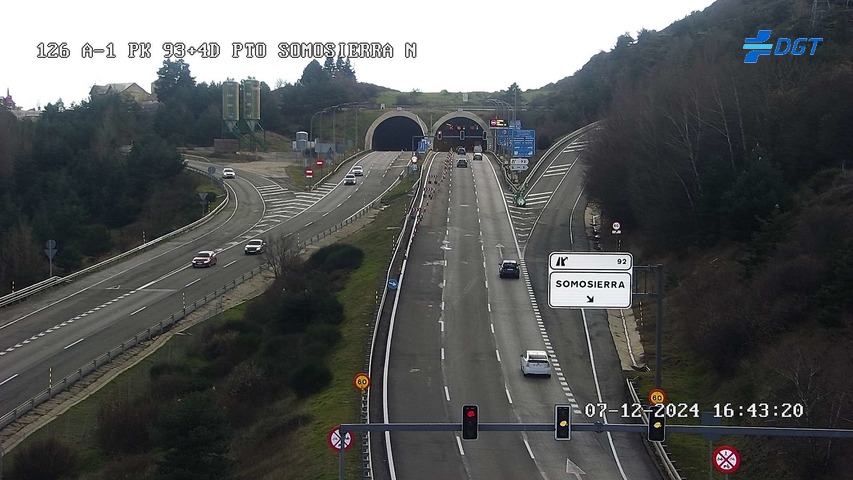 126 A-1 PK 93+4D PTO SOMOSIERRA N
DGT
92
SOMOSIERRA
60
60
07-12-2024 16:43:20